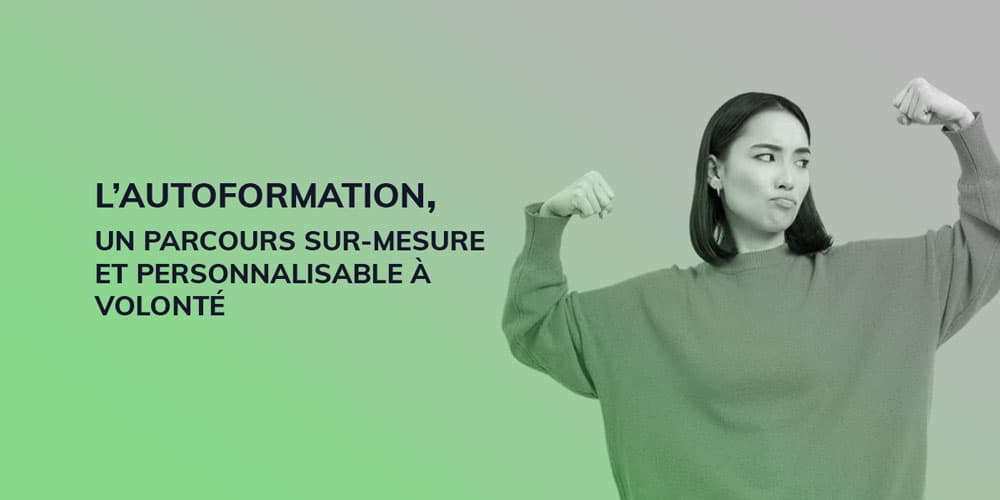 L’AUTOFORMATION,
UN PARCOURS SUR-MESURE
ET PERSONNALISABLE À
VOLONTÉ